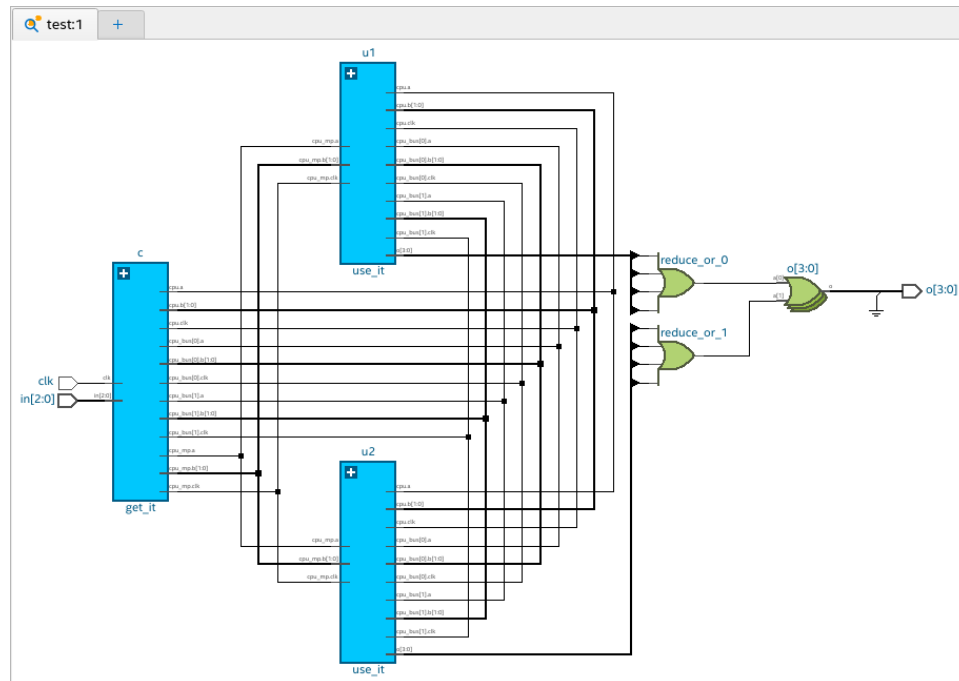 test:1
+
u1
cpu.a
cpu.b[1:0]
cpu.clk
cpu_mp.a
cpu_bus[0].a
cpu_mp.b[1:0]
cpu_bus[0].b[1:0]
cpu_mp.clk
cpu_bus[0].clk
cpu_bus[1].a
cpu_bus[1].b[1:0]
cpu_bus[1].clk
o[3:0]
use_it
reduce_or_0
o[3:0]
a[0]
o
a[1]
o[3:0]
reduce_or_1
c
cpu.a
cpu.b[1:0]
cpu.clk
cpu_bus[0].a
cpu_bus[0].b[1:0]
clk
clk
cpu_bus[0].clk
in[2:0]
in[2:0]
cpu_bus[1].a
cpu_bus[1].b[1:0]
cpu_bus[1].clk
cpu_mp.a
cpu_mp.b[1:0]
cpu_mp.clk
get_it
u2
cpu.a
cpu.b[1:0]
cpu.clk
cpu_mp.a
cpu_bus[0].a
cpu_mp.b[1:0]
cpu_bus[0].b[1:0]
cpu_mp.clk
cpu_bus[0].clk
cpu_bus[1].a
cpu_bus[1].b[1:0]
cpu_bus[1].clk
o[3:0]
use_it